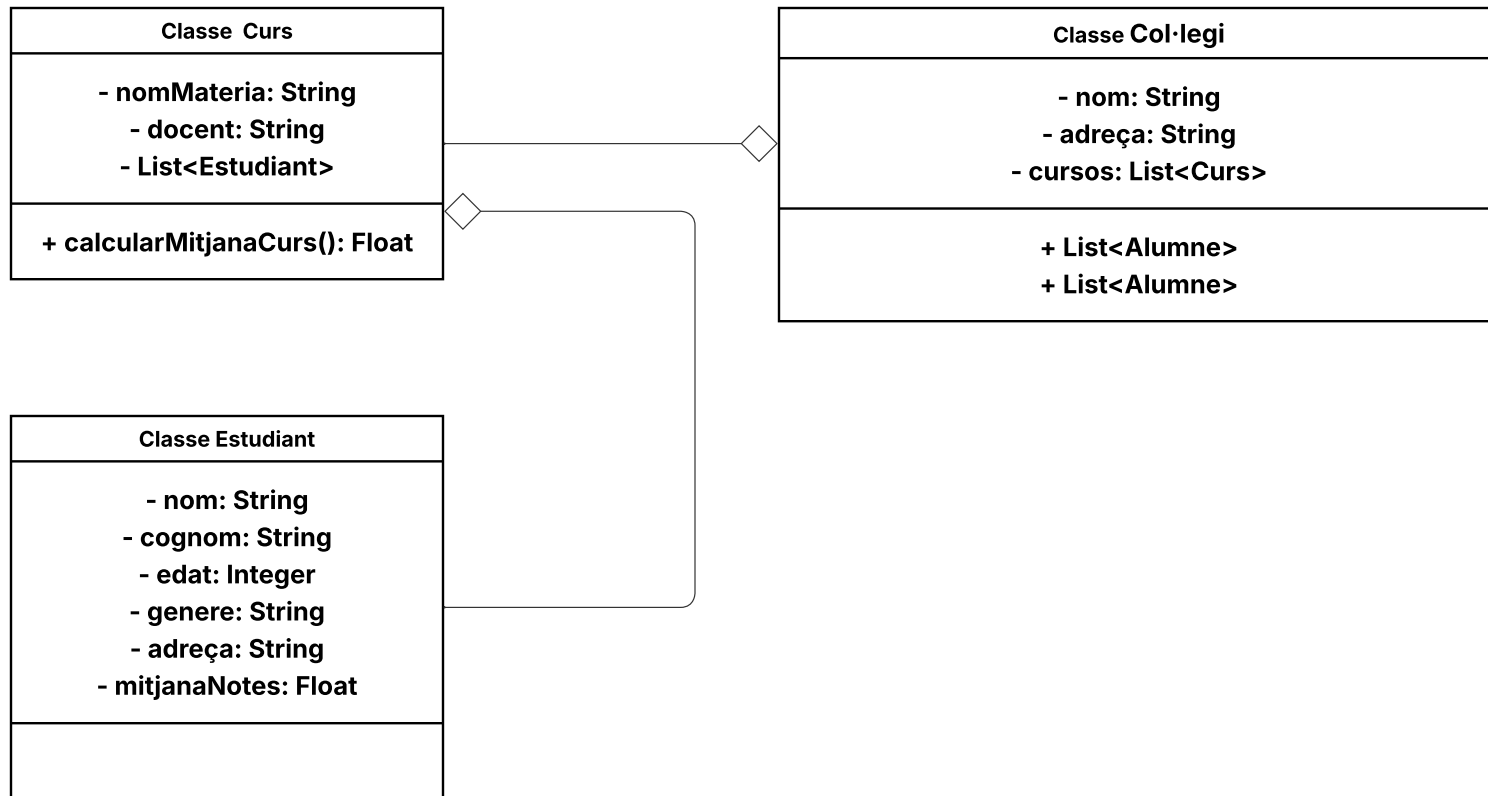 Classe  Curs
- nomMateria: String
- docent: String
- List<Estudiant>
+ calcularMitjanaCurs(): Float
Classe Col·legi
- nom: String
- adreça: String
- cursos: List<Curs>
+ List<Alumne>
+ List<Alumne>
Classe Estudiant
- nom: String
- cognom: String
- edat: Integer
- genere: String
- adreça: String
- mitjanaNotes: Float